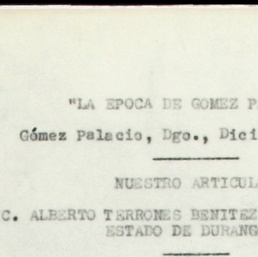 "LA EPOCA DE GOMEZ P
Gómez Palacio, Dgo., Dici
NUESTRO ARTICUL
C. ALBERTO TERRONES BENITEZ
ESTADO DE DURANG